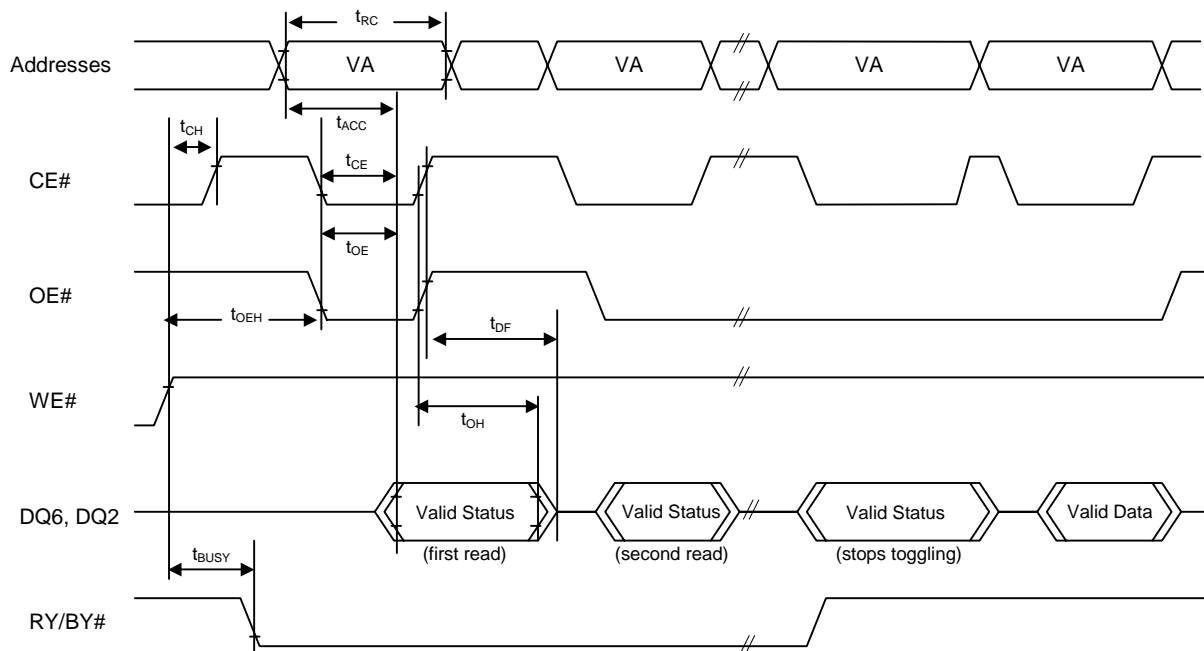 tRC
Addresses VA VA VA VA
tACC
tCH
tCE
CE#
tOE
OE#
tOEH
tDF
WE#
tOH
DQ6, DQ2 Valid Status Valid Status Valid Status Valid Data
(first read) (second read) (stops toggling)
tBUSY
RY/BY#